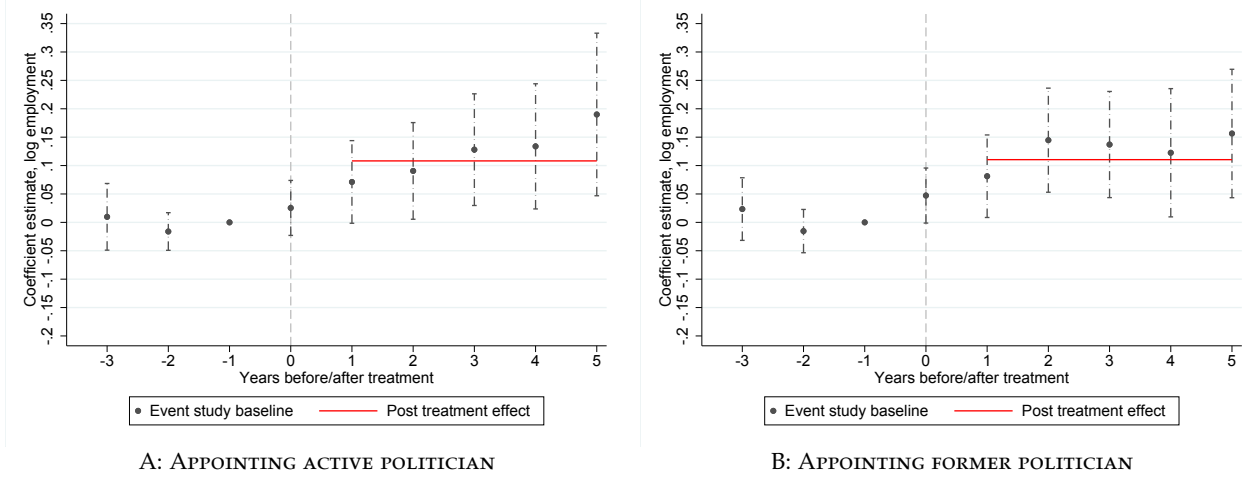 Coefficient estimate, log employment
.35
.3
.25
.2
.15
.1
.05
0
-.05
-.1
-.15
-.2
-3 -2 -1 0 1 2 3 4 5
Years before/after treatment
Event study baseline Post treatment effect
A: Appointing active politician
Coefficient estimate, log employment
.35
.3
.25
.2
.15
.1
.05
0
-.05
-.1
-.15
-.2
-3 -2 -1 0 1 2 3 4 5
Years before/after treatment
Event study baseline Post treatment effect
B: Appointing former politician